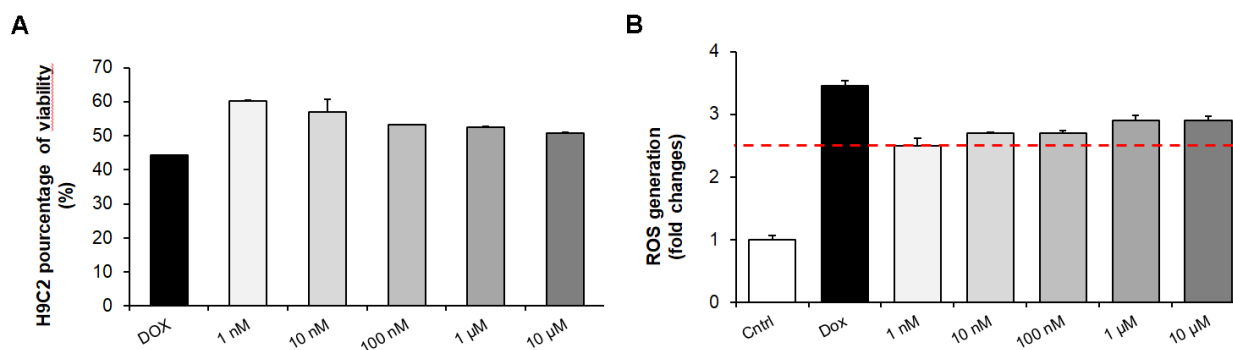 A
H9C2 pourcentage of viability
(%)
70
60
50
40
30
20
10
0
DOX
1 nM
10 nM
100 nM
1 µM
10 µM
B
ROS generation
(fold changes)
4
3
2
1
0
Cntrl
Dox
1 nM
10 nM
100 nM
1 µM
10 µM